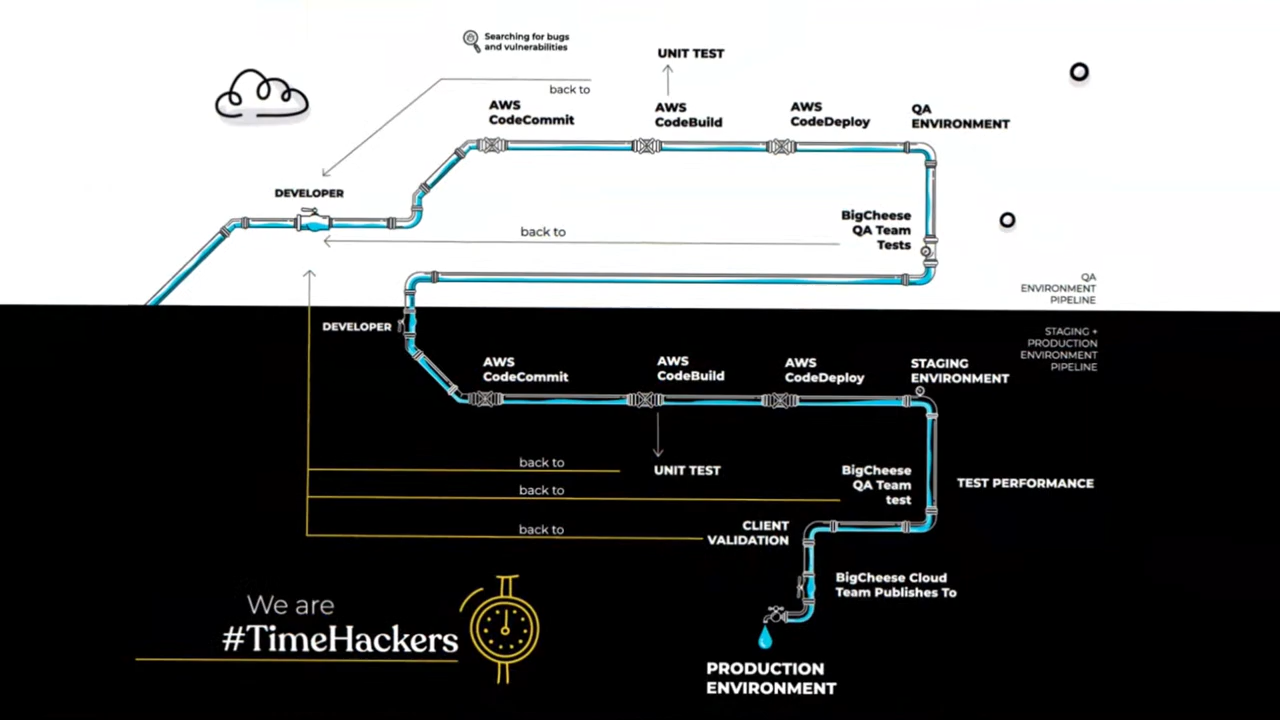 Searching for bugs
and vulnerabilities
UNIT TEST
back to
AWS
CodeCommit
AWS
CodeBuild
AWS
CodeDeploy
QA
ENVIRONMENT
DEVELOPER
BigCheese
QA Team
Tests
back to
QA
ENVIRONMENT
PIPELINE
DEVELOPER
STAGING +
PRODUCTION
ENVIRONMENT
PIPELINE
AWS
CodeCommit
AWS
CodeBuild
AWS
CodeDeploy
STAGING
ENVIRONMENT
back to
UNIT TEST
BigCheese
QA Team
test
TEST PERFORMANCE
back to
back to
CLIENT
VALIDATION
BigCheese Cloud
Team Publishes To
We are
#TimeHackers
PRODUCTION
ENVIRONMENT